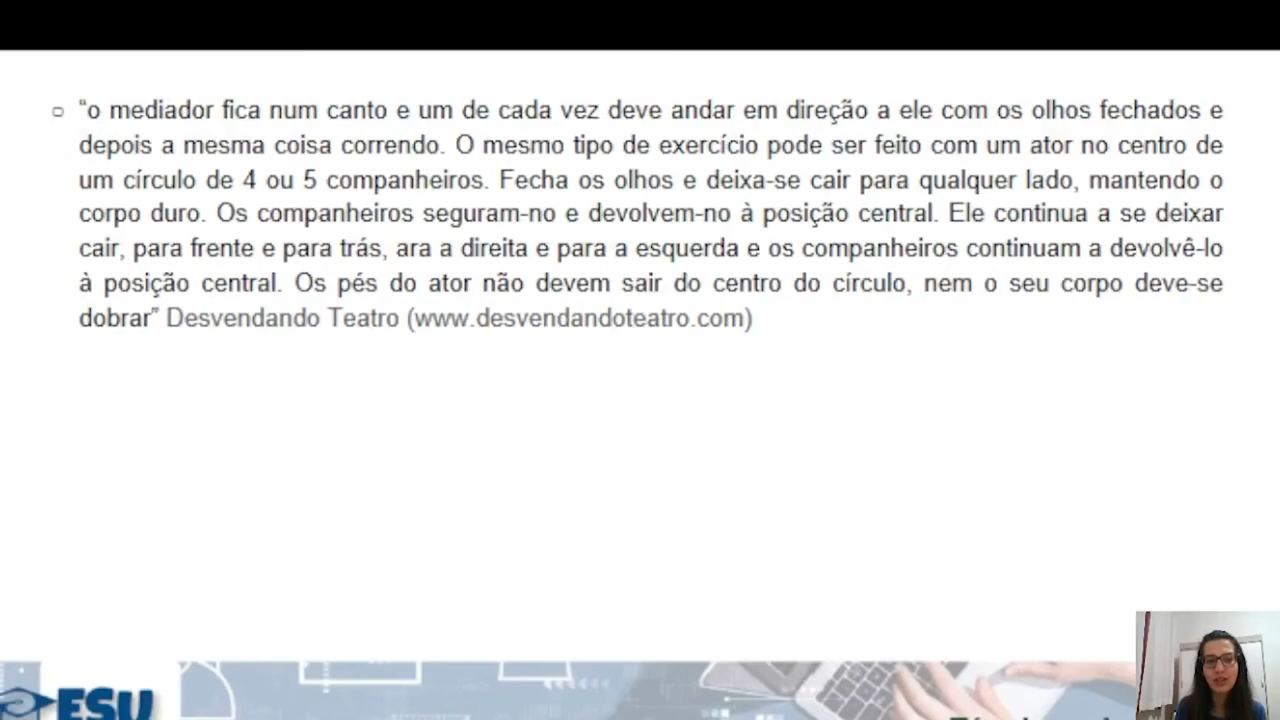 “o mediador fica num canto e um de cada vez deve andar em direção a ele com os olhos fechados e
depois a mesma coisa correndo. O mesmo tipo de exercício pode ser feito com um ator no centro de
um círculo de 4 ou 5 companheiros. Fecha os olhos e deixa-se cair para qualquer lado, mantendo o
corpo duro. Os companheiros seguram-no e devolvem-no à posição central. Ele continua a se deixar
cair, para frente e para trás, ara a direita e para a esquerda e os companheiros continuam a devolvê-lo
à posição central. Os pés do ator não devem sair do centro do círculo, nem o seu corpo deve-se
dobrar” Desvendando Teatro (www.desvendandoteatro.com)
ESU